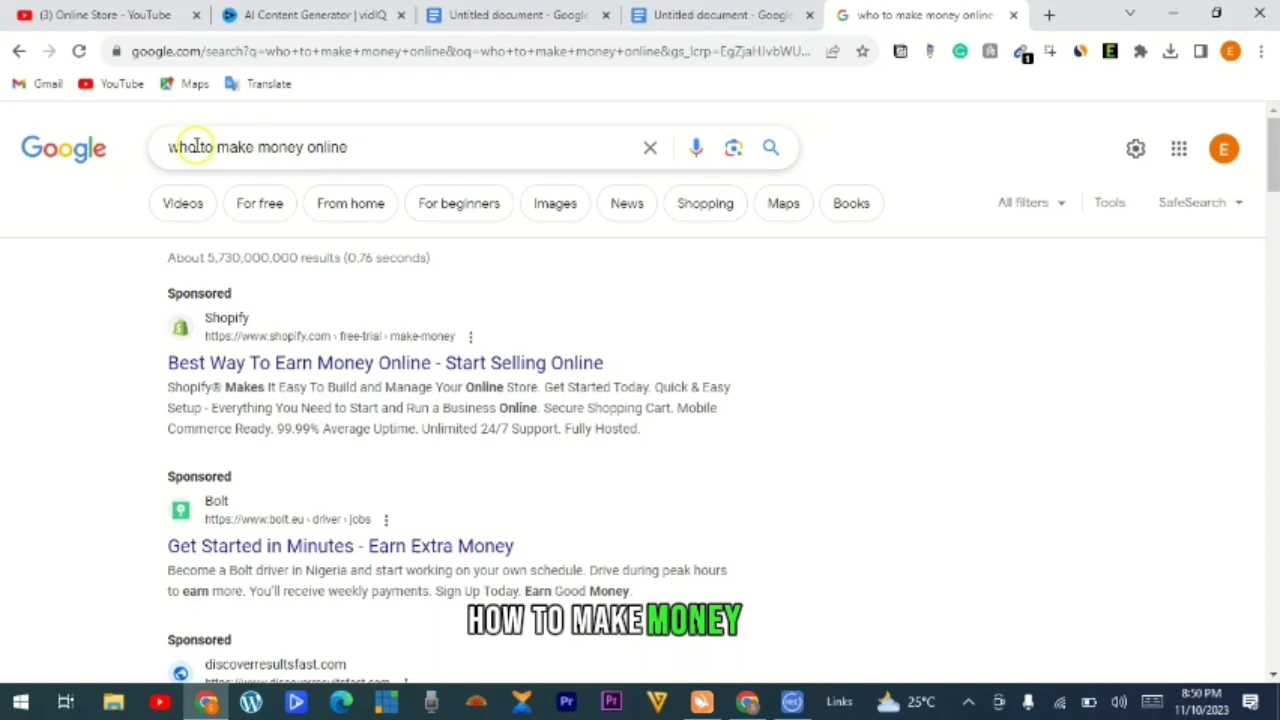 (3) Online Store - YouTube
AI Content Generator | vidIQ
Untitled document - Google
Untitled document - Google
who to make money online
google.com/search?q=who+to+make+money+online&oq=who+to+make+money+online&gs_lcrp=EgZjaHJvbWU...
1
E
Gmail
YouTube
Maps
Translate
Google
who to make money online
E
Videos
For free
From home
For beginners
Images
News
Shopping
Maps
Books
All filters
Tools
SafeSearch
About 5,730,000,000 results (0.76 seconds)
Sponsored
Shopify
https://www.shopify.com › free-trial › make-money
Best Way To Earn Money Online - Start Selling Online
Shopify® Makes It Easy To Build and Manage Your Online Store. Get Started Today. Quick & Easy
Setup - Everything You Need to Start and Run a Business Online. Secure Shopping Cart. Mobile
Commerce Ready. 99.99% Average Uptime. Unlimited 24/7 Support. Fully Hosted.
Sponsored
Bolt
https://www.bolt.eu › driver › jobs
Get Started in Minutes - Earn Extra Money
Become a Bolt driver in Nigeria and start working on your own schedule. Drive during peak hours
to earn more. You'll receive weekly payments. Sign Up Today. Earn Good Money.
HOW TO MAKE MONEY
Sponsored
discoverresultsfast.com
Links
25°C
8:50 PM
11/10/2023